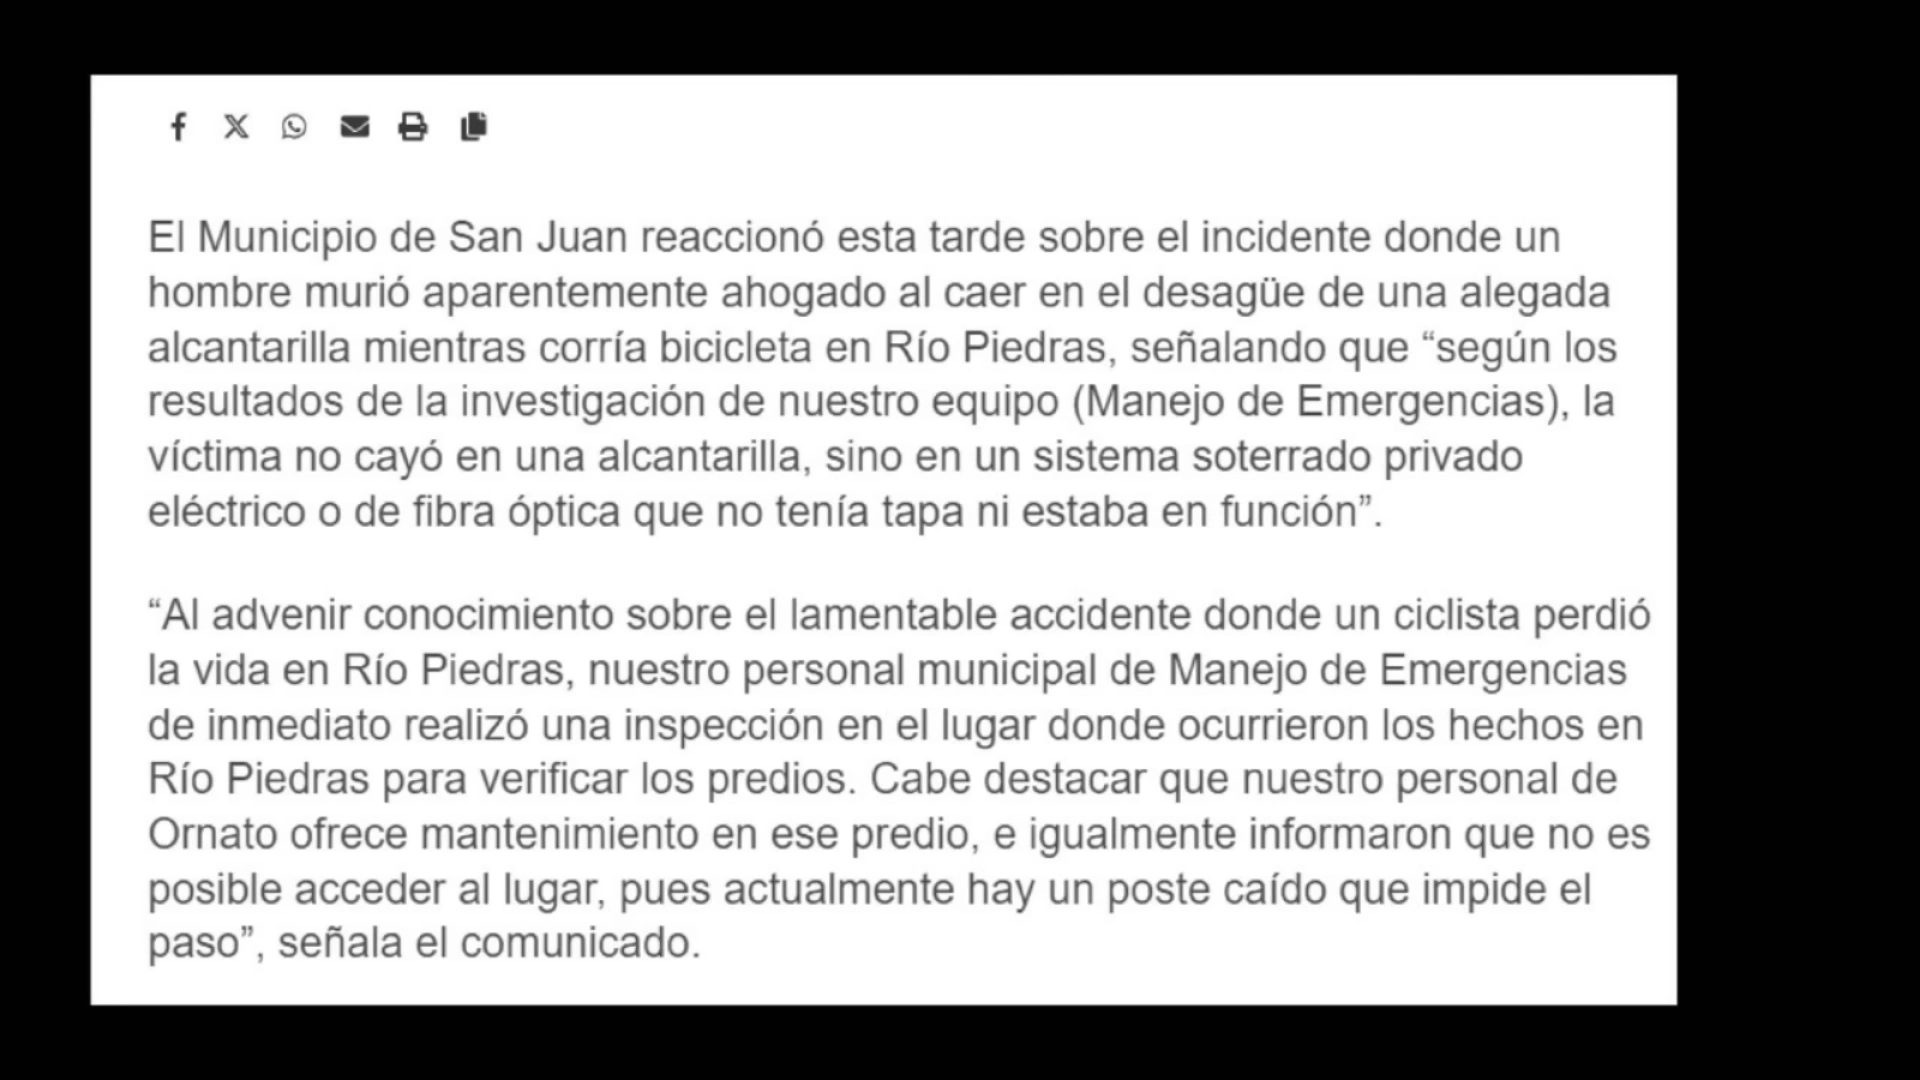 El Municipio de San Juan reaccionó esta tarde sobre el incidente donde un
hombre murió aparentemente ahogado al caer en el desagüe de una alegada
alcantarilla mientras corría bicicleta en Río Piedras, señalando que “según los
resultados de la investigación de nuestro equipo (Manejo de Emergencias), la
víctima no cayó en una alcantarilla, sino en un sistema soterrado privado
eléctrico o de fibra óptica que no tenía tapa ni estaba en función”.
“Al advenir conocimiento sobre el lamentable accidente donde un ciclista perdió
la vida en Río Piedras, nuestro personal municipal de Manejo de Emergencias
de inmediato realizó una inspección en el lugar donde ocurrieron los hechos en
Río Piedras para verificar los predios. Cabe destacar que nuestro personal de
Ornato ofrece mantenimiento en ese predio, e igualmente informaron que no es
posible acceder al lugar, pues actualmente hay un poste caído que impide el
paso”, señala el comunicado.